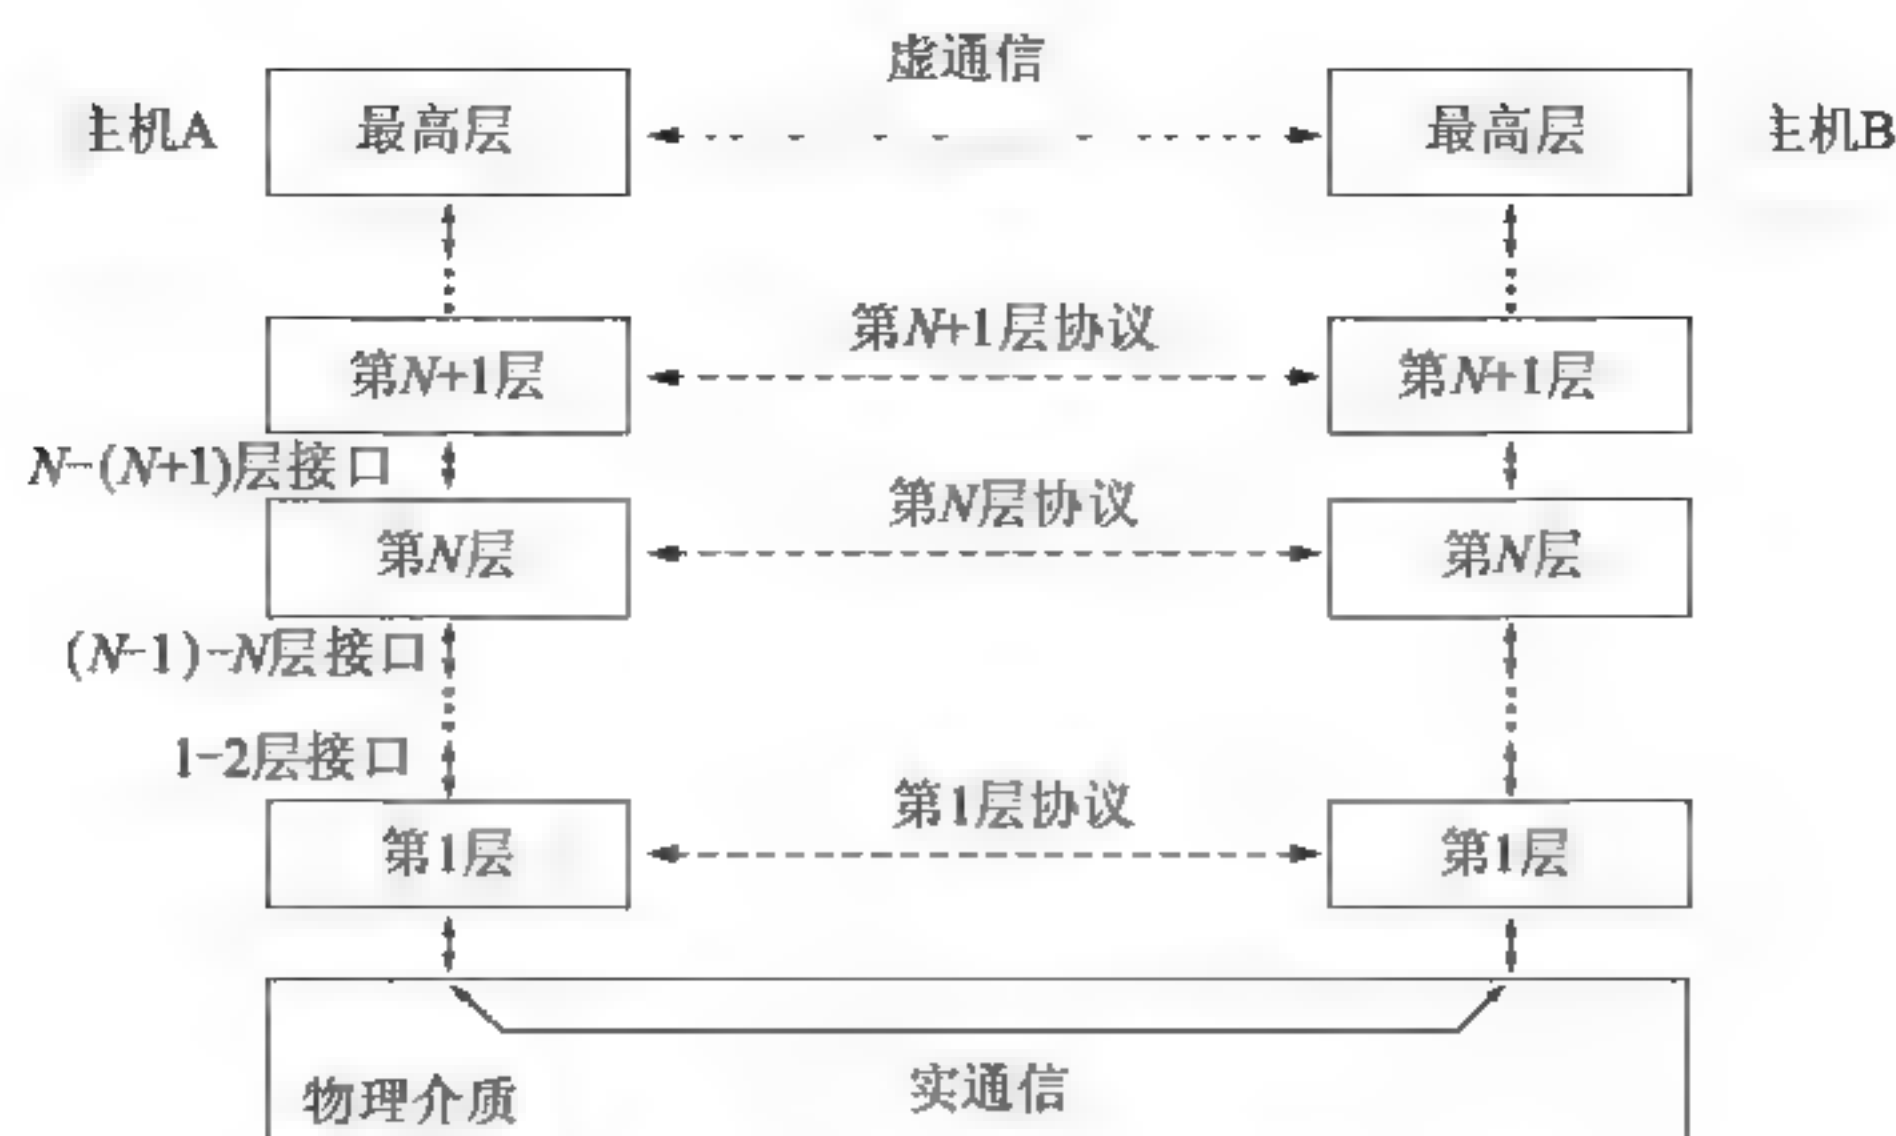 虚通信
主机A 最高层 最高层 主机B
第N+1层协议
第N+1层 第N+1层
N-(N+1)层接口
第N层协议
第N层 第N层
(N-1)-N层接口
1-2层接口
第1层协议
第1层 第1层
实通信
物理介质